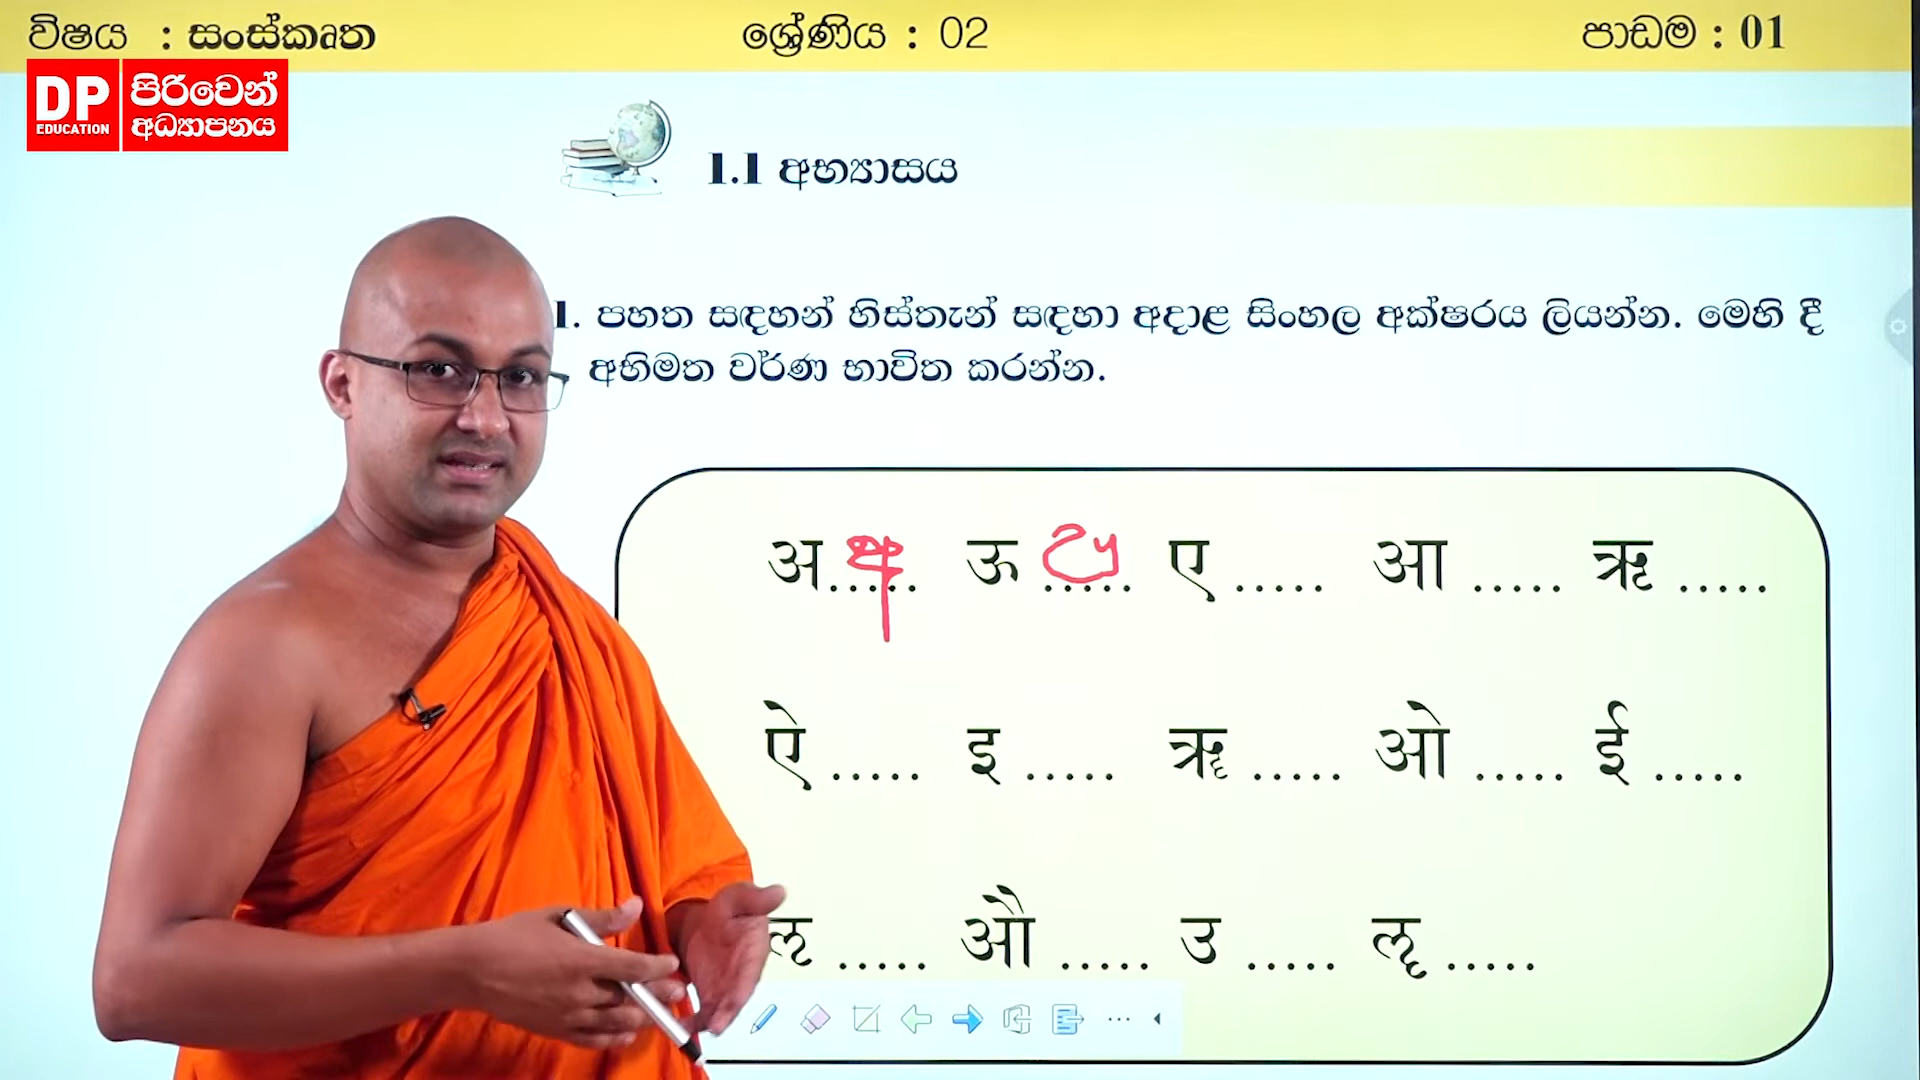 විෂය : සංස්කෘත ශ්‍රේණිය : 02 පාඩම : 01
DP EDUCATION පිරිවෙන් අධ්‍යාපනය
1.1 අභ්‍යාසය
1. පහත සඳහන් හිස්තැන් සඳහා අදාළ සිංහල අක්ෂරය ලියන්න. මෙහි දී
අභිමත වර්ණ භාවිත කරන්න.
अ..... අ ऊ ..... ඌ ए ..... आ ..... ऋ .....
ऐ ..... इ ..... ॠ ..... ओ ..... ई .....
ऌ ..... औ ..... उ ..... ॡ .....